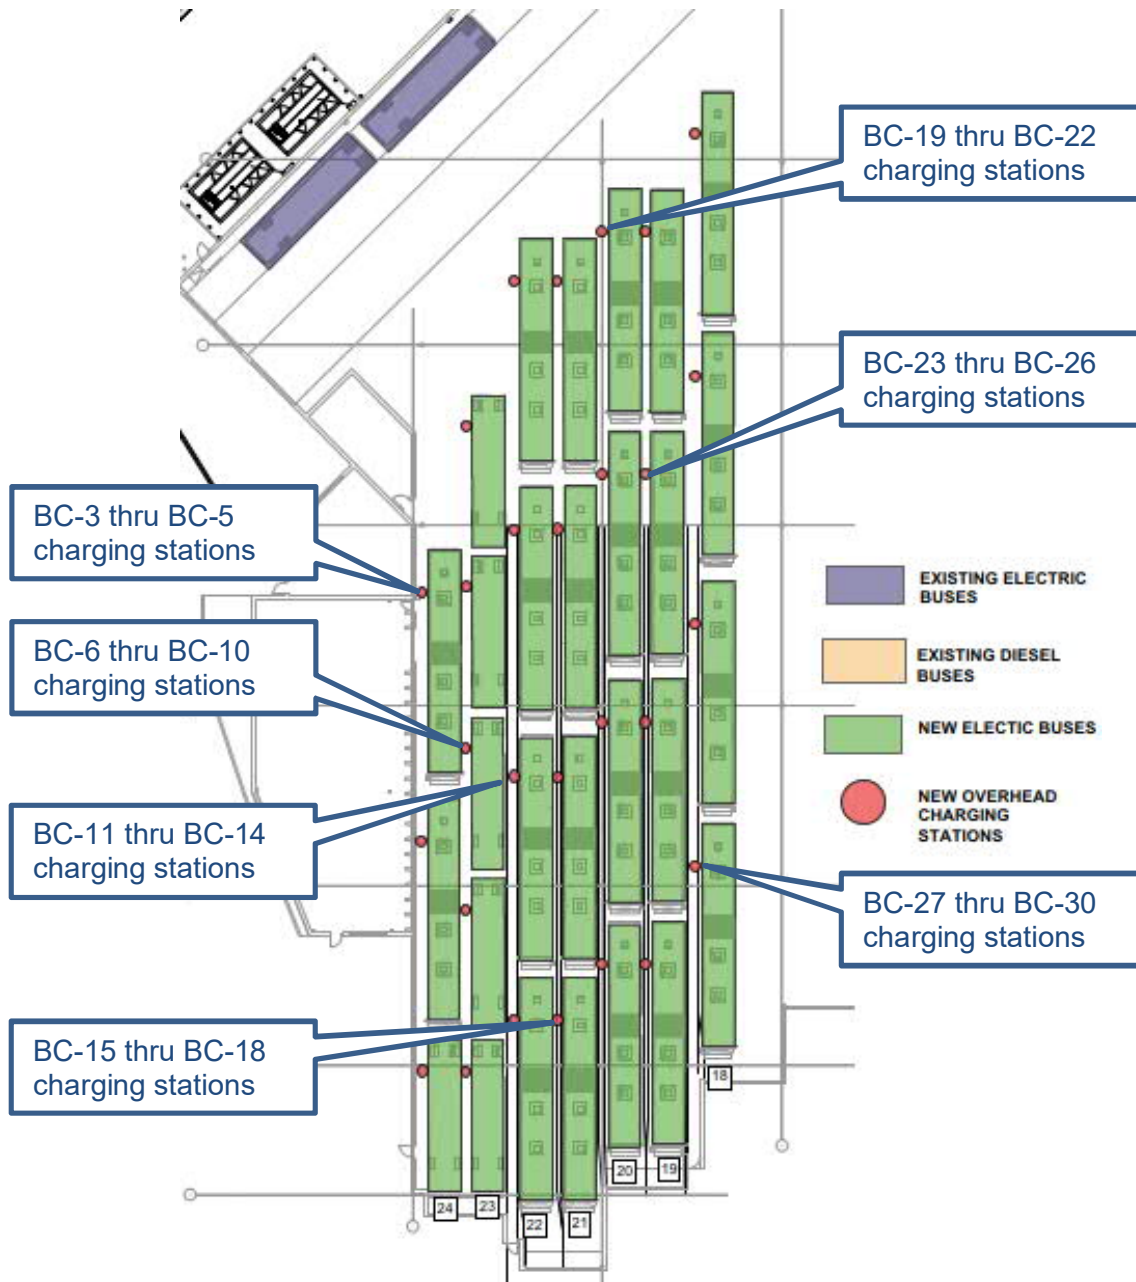 BC-19 thru BC-22
charging stations
BC-23 thru BC-26
charging stations
BC-3 thru BC-5
charging stations
BC-6 thru BC-10
charging stations
BC-11 thru BC-14
charging stations
BC-15 thru BC-18
charging stations
EXISTING ELECTRIC
BUSES
EXISTING DIESEL
BUSES
NEW ELECTIC BUSES
NEW OVERHEAD
CHARGING
STATIONS
BC-27 thru BC-30
charging stations
18
20
19
24
23
22
21